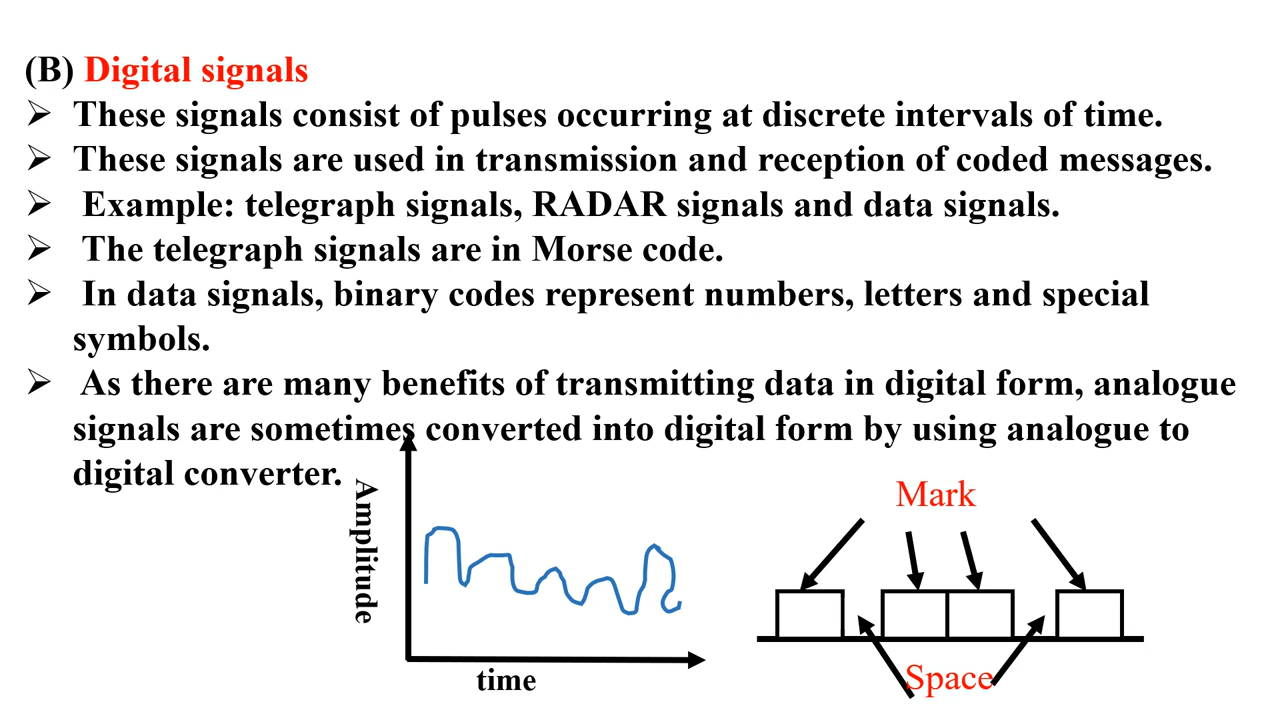 (B) Digital signals
➢ These signals consist of pulses occurring at discrete intervals of time.
➢ These signals are used in transmission and reception of coded messages.
➢ Example: telegraph signals, RADAR signals and data signals.
➢ The telegraph signals are in Morse code.
➢ In data signals, binary codes represent numbers, letters and special
symbols.
➢ As there are many benefits of transmitting data in digital form, analogue
signals are sometimes converted into digital form by using analogue to
digital converter.
Amplitude
time
Mark
Space